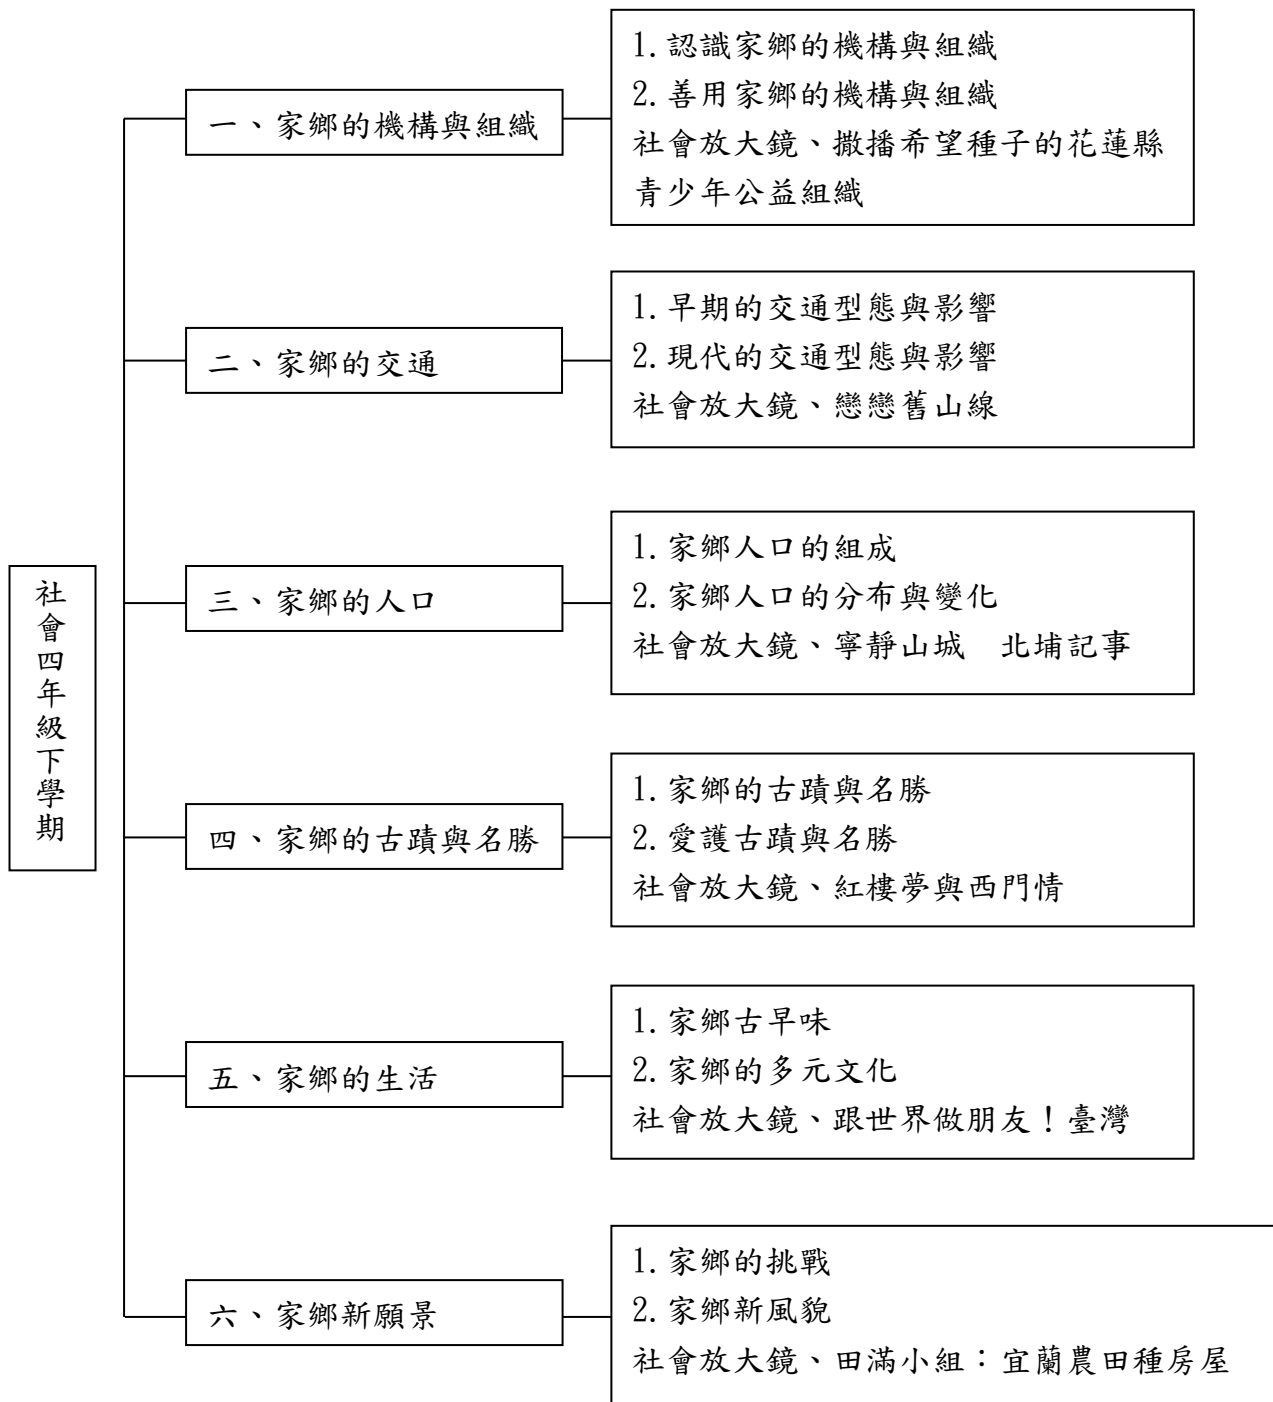 社會四年級下學期
一、家鄉的機構與組織
1.認識家鄉的機構與組織
2.善用家鄉的機構與組織
社會放大鏡、撒播希望種子的花蓮縣
青少年公益組織
二、家鄉的交通
1.早期的交通型態與影響
2.現代的交通型態與影響
社會放大鏡、戀戀舊山線
三、家鄉的人口
1.家鄉人口的組成
2.家鄉人口的分布與變化
社會放大鏡、寧靜山城　北埔記事
四、家鄉的古蹟與名勝
1.家鄉的古蹟與名勝
2.愛護古蹟與名勝
社會放大鏡、紅樓夢與西門情
五、家鄉的生活
1.家鄉古早味
2.家鄉的多元文化
社會放大鏡、跟世界做朋友！臺灣
六、家鄉新願景
1.家鄉的挑戰
2.家鄉新風貌
社會放大鏡、田滿小組：宜蘭農田種房屋